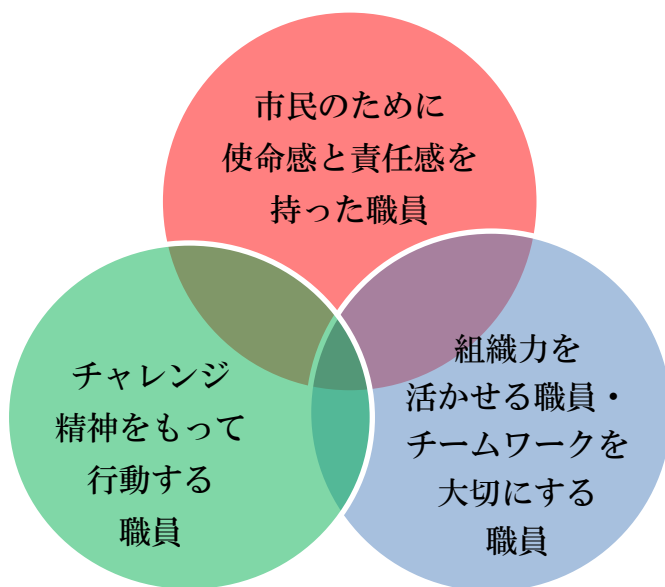 市民のために
使命感と責任感を
持った職員
チャレンジ
精神をもって
行動する
職員
組織力を
活かせる職員・
チームワークを
大切にする
職員